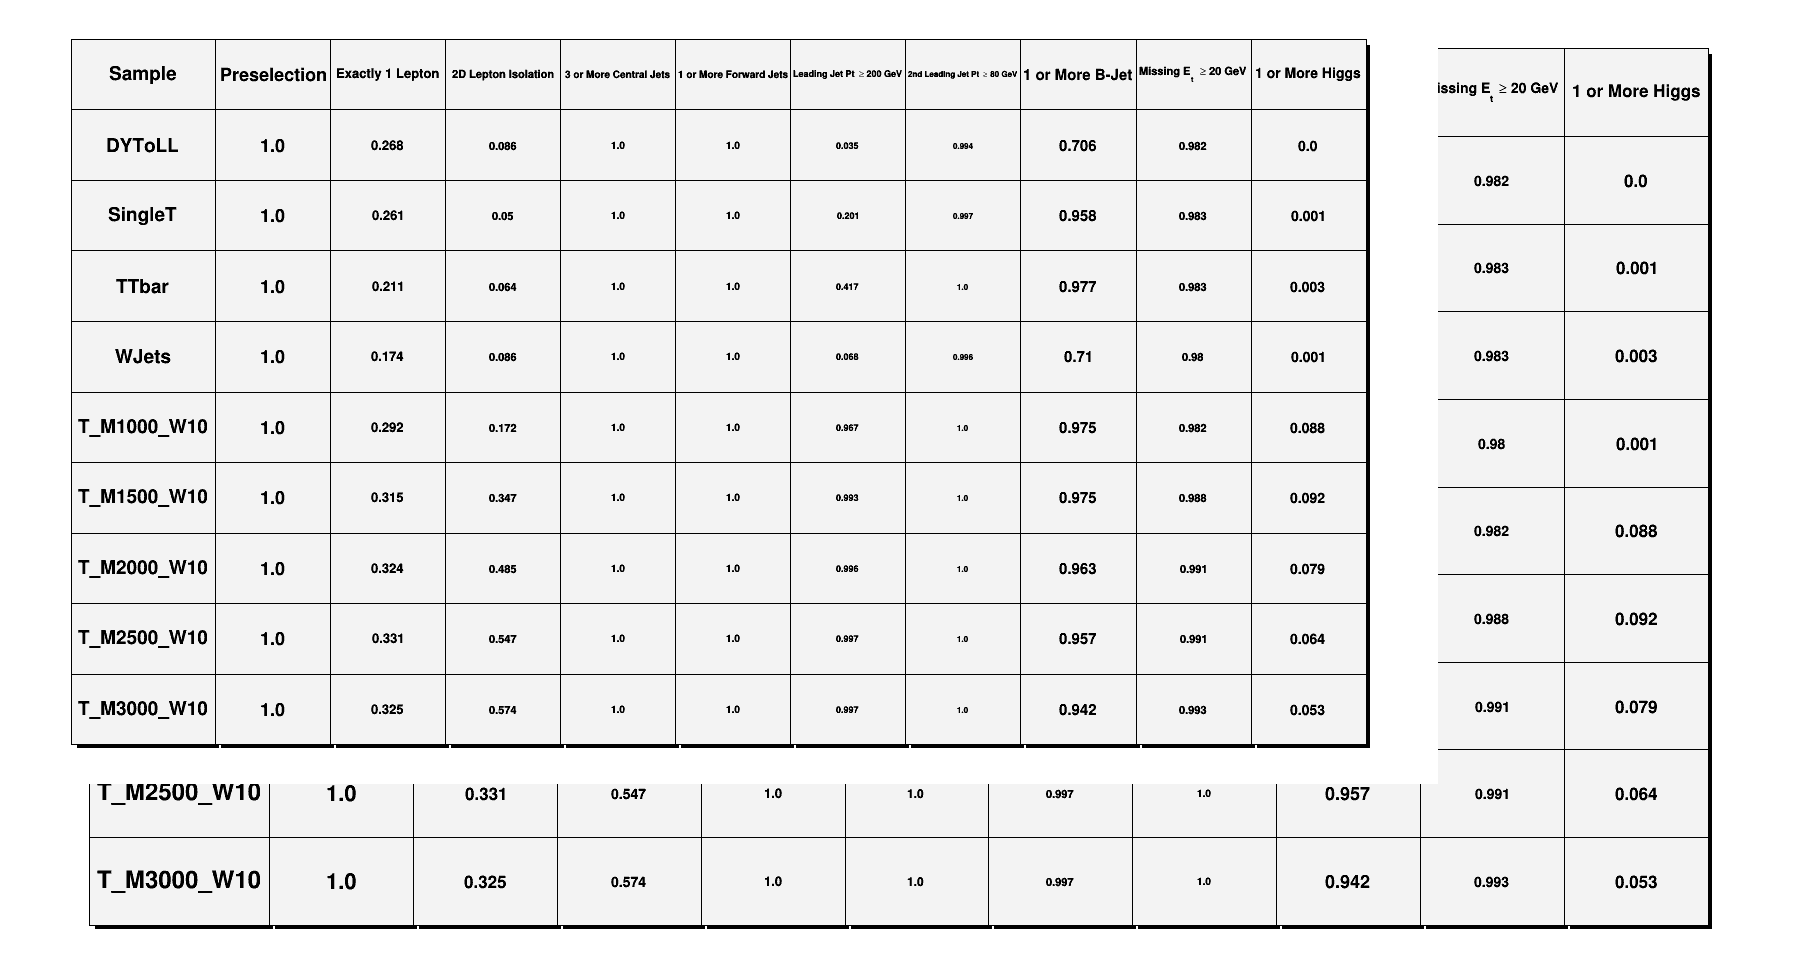 Sample Preselection Exactly 1 Lepton 2D Lepton Isolation 3 or More Central Jets 1 or More Forward Jets Leading Jet Pt ≥ 200 GeV 2nd Leading Jet Pt ≥ 80 GeV 1 or More B-Jet Missing E_t ≥ 20 GeV 1 or More Higgs
DYToLL 1.0 0.268 0.086 1.0 1.0 0.035 0.994 0.706 0.982 0.0
SingleT 1.0 0.261 0.05 1.0 1.0 0.201 0.997 0.958 0.983 0.001
TTbar 1.0 0.211 0.064 1.0 1.0 0.417 1.0 0.977 0.983 0.003
WJets 1.0 0.174 0.086 1.0 1.0 0.068 0.996 0.71 0.98 0.001
T_M1000_W10 1.0 0.292 0.172 1.0 1.0 0.967 1.0 0.975 0.982 0.088
T_M1500_W10 1.0 0.315 0.347 1.0 1.0 0.993 1.0 0.975 0.988 0.092
T_M2000_W10 1.0 0.324 0.485 1.0 1.0 0.996 1.0 0.963 0.991 0.079
T_M2500_W10 1.0 0.331 0.547 1.0 1.0 0.997 1.0 0.957 0.991 0.064
T_M3000_W10 1.0 0.325 0.574 1.0 1.0 0.997 1.0 0.942 0.993 0.053
issing E_t ≥ 20 GeV 1 or More Higgs
0.982 0.0
0.983 0.001
0.983 0.003
0.98 0.001
0.982 0.088
0.988 0.092
0.991 0.079
T_M2500_W10 1.0 0.331 0.547 1.0 1.0 0.997 1.0 0.957 0.991 0.064
T_M3000_W10 1.0 0.325 0.574 1.0 1.0 0.997 1.0 0.942 0.993 0.053